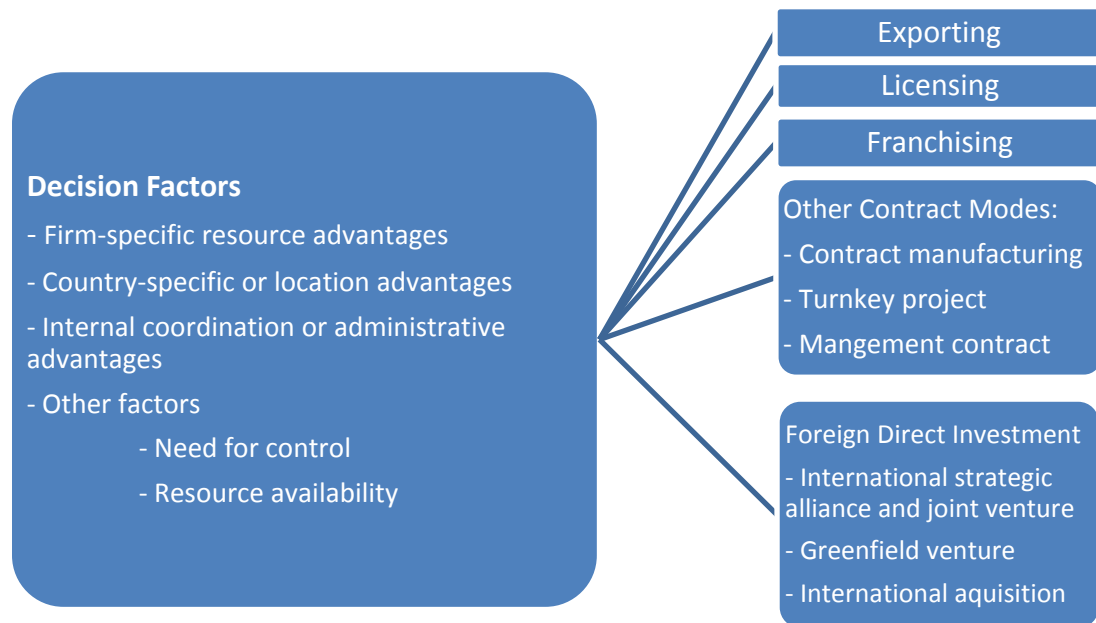 Decision Factors
- Firm-specific resource advantages
- Country-specific or location advantages
- Internal coordination or administrative
advantages
- Other factors
- Need for control
- Resource availability
Exporting
Licensing
Franchising
Other Contract Modes:
- Contract manufacturing
- Turnkey project
- Mangement contract
Foreign Direct Investment
- International strategic
alliance and joint venture
- Greenfield venture
- International aquisition